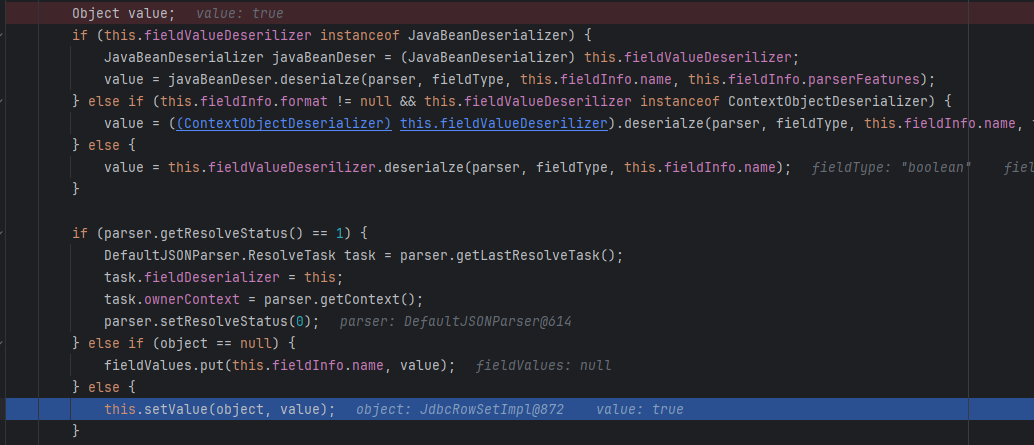 Object value;   value: true
if (this.fieldValueDeserilizer instanceof JavaBeanDeserializer) {
    JavaBeanDeserializer javaBeanDeser = (JavaBeanDeserializer) this.fieldValueDeserilizer;
    value = javaBeanDeser.deserialze(parser, fieldType, this.fieldInfo.name, this.fieldInfo.parserFeatures);
} else if (this.fieldInfo.format != null && this.fieldValueDeserilizer instanceof ContextObjectDeserializer) {
    value = ((ContextObjectDeserializer) this.fieldValueDeserilizer).deserialze(parser, fieldType, this.fieldInfo.name,
} else {
    value = this.fieldValueDeserilizer.deserialze(parser, fieldType, this.fieldInfo.name);   fieldType: "boolean"    fiel
}
if (parser.getResolveStatus() == 1) {
    DefaultJSONParser.ResolveTask task = parser.getLastResolveTask();
    task.fieldDeserializer = this;
    task.ownerContext = parser.getContext();
    parser.setResolveStatus(0);   parser: DefaultJSONParser@614
} else if (object == null) {
    fieldValues.put(this.fieldInfo.name, value);   fieldValues: null
} else {
    this.setValue(object, value);   object: JdbcRowSetImpl@872    value: true
}